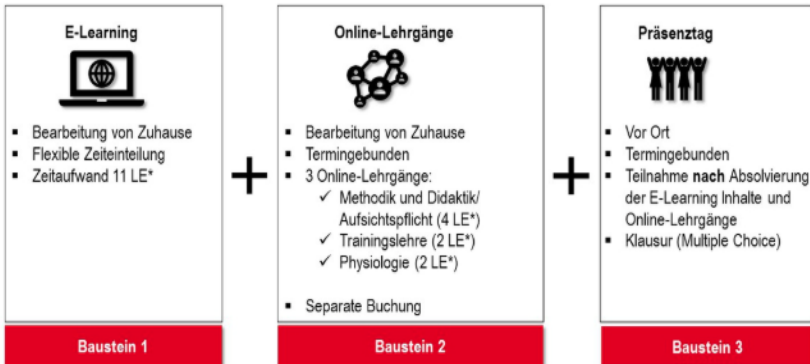 E-Learning
Bearbeitung von Zuhause
Flexible Zeiteinteilung
Zeitaufwand 11 LE*
Baustein 1
+
Online-Lehrgänge
Bearbeitung von Zuhause
Termingebunden
3 Online-Lehrgänge:
Methodik und Didaktik/
Aufsichtspflicht (4 LE*)
Trainingslehre (2 LE*)
Physiologie (2 LE*)
Separate Buchung
Baustein 2
+
Präsenztag
Vor Ort
Termingebunden
Teilnahme nach Absolvierung
der E-Learning Inhalte und
Online-Lehrgänge
Klausur (Multiple Choice)
Baustein 3